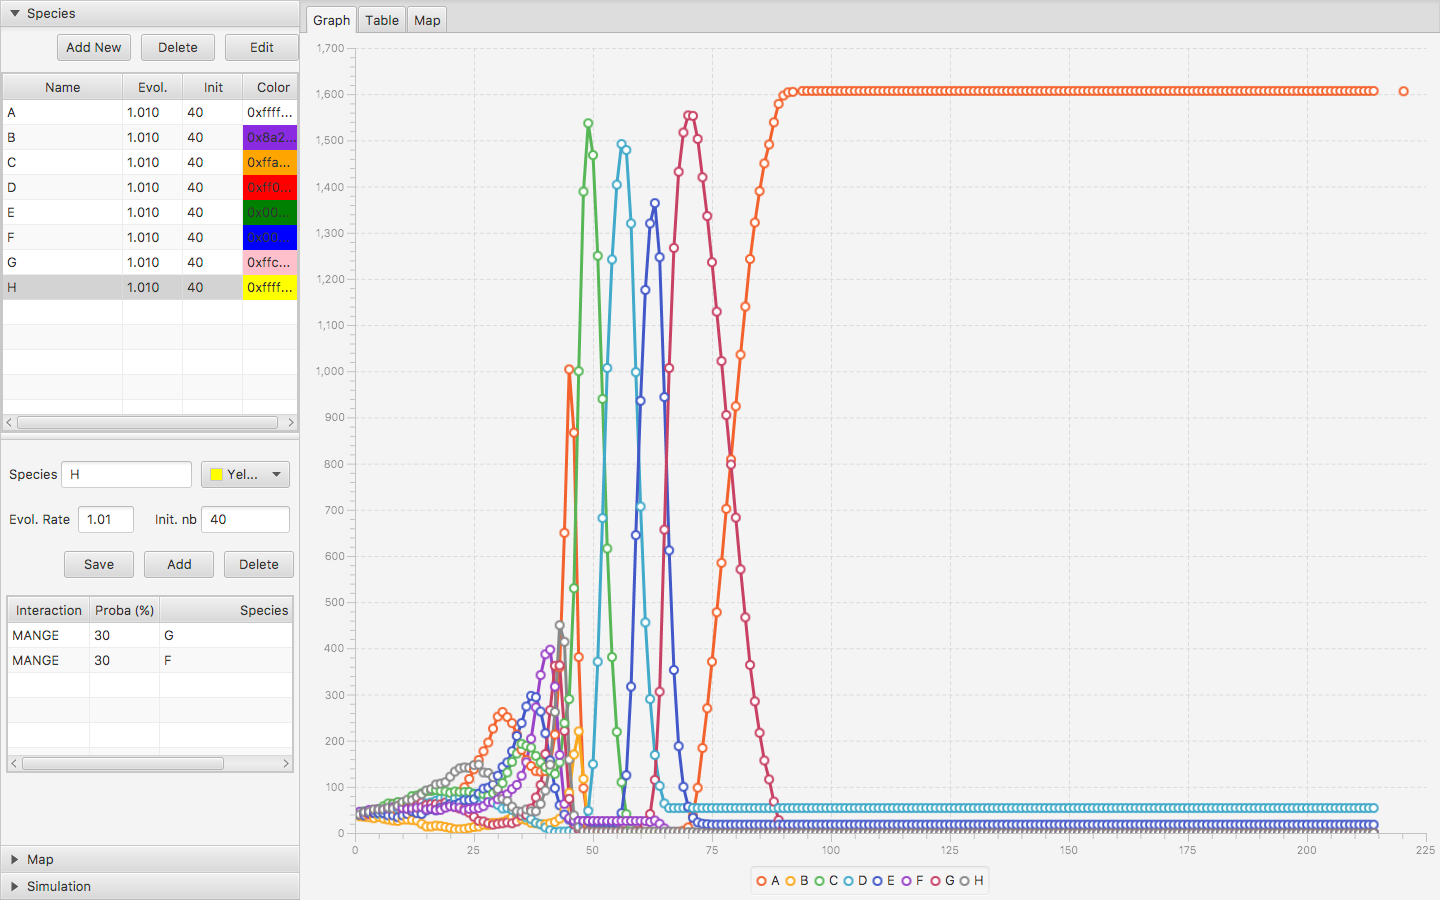 Species
Add New Delete Edit
Name Evol. Init Color
A 1.010 40 0xffff...
B 1.010 40 0x8a2...
C 1.010 40 0xffa...
D 1.010 40 0xff0...
E 1.010 40 0x00...
F 1.010 40 0x00...
G 1.010 40 0xffc...
H 1.010 40 0xffff...
Species H Yel...
Evol. Rate 1.01 Init. nb 40
Save Add Delete
Interaction Proba (%) Species
MANGE 30 G
MANGE 30 F
Map
Simulation
Graph Table Map
1,700
1,600
1,500
1,400
1,300
1,200
1,100
1,000
900
800
700
600
500
400
300
200
100
0
0 25 50 75 100 125 150 175 200 225
A B C D E F G H